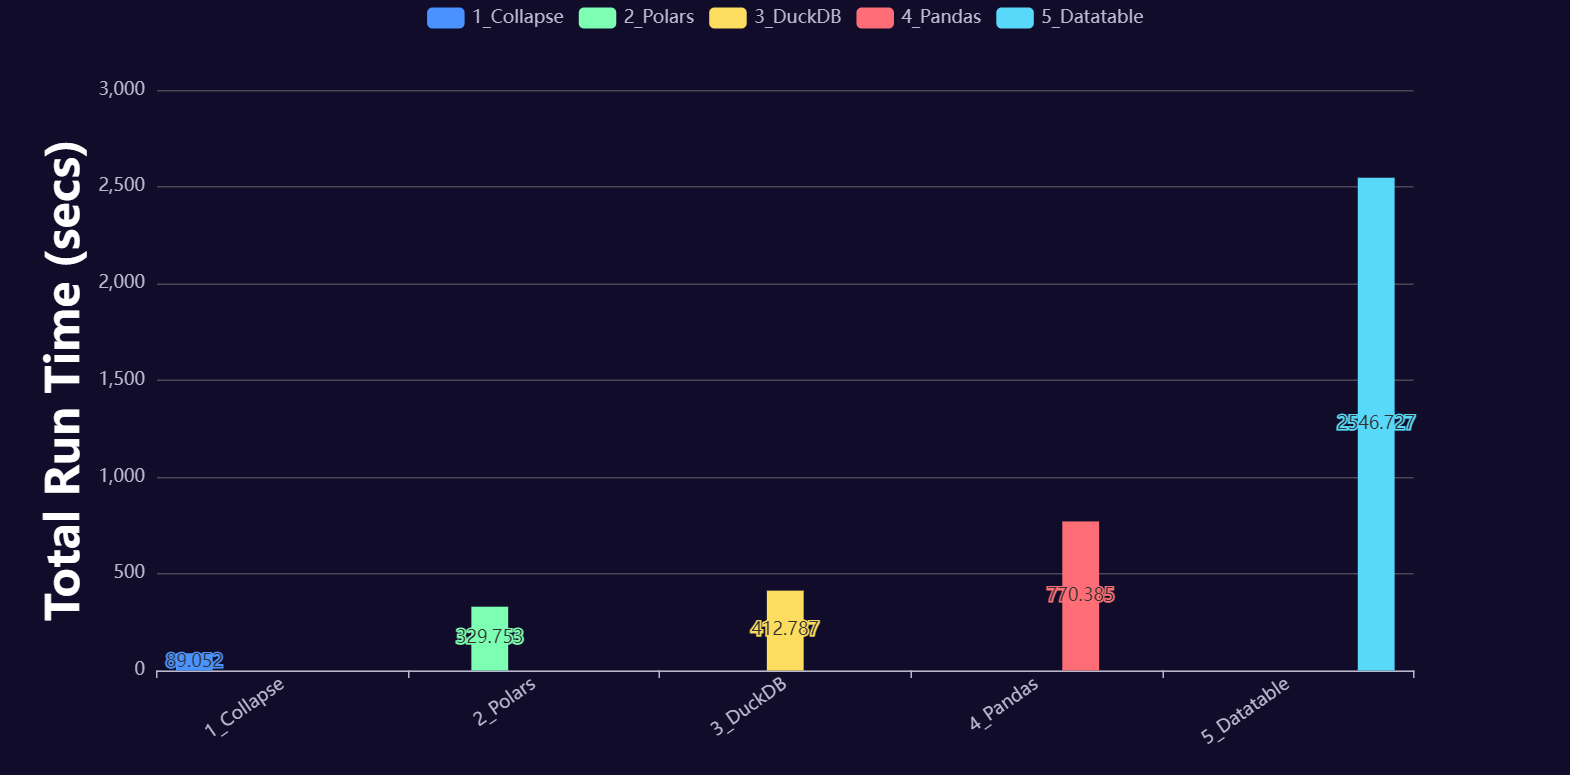 1_Collapse 2_Polars 3_DuckDB 4_Pandas 5_Datatable
Total Run Time (secs)
3,000
2,500
2,000
1,500
1,000
500
0
89.052
329.753
412.787
770.385
2546.727
1_Collapse
2_Polars
3_DuckDB
4_Pandas
5_Datatable